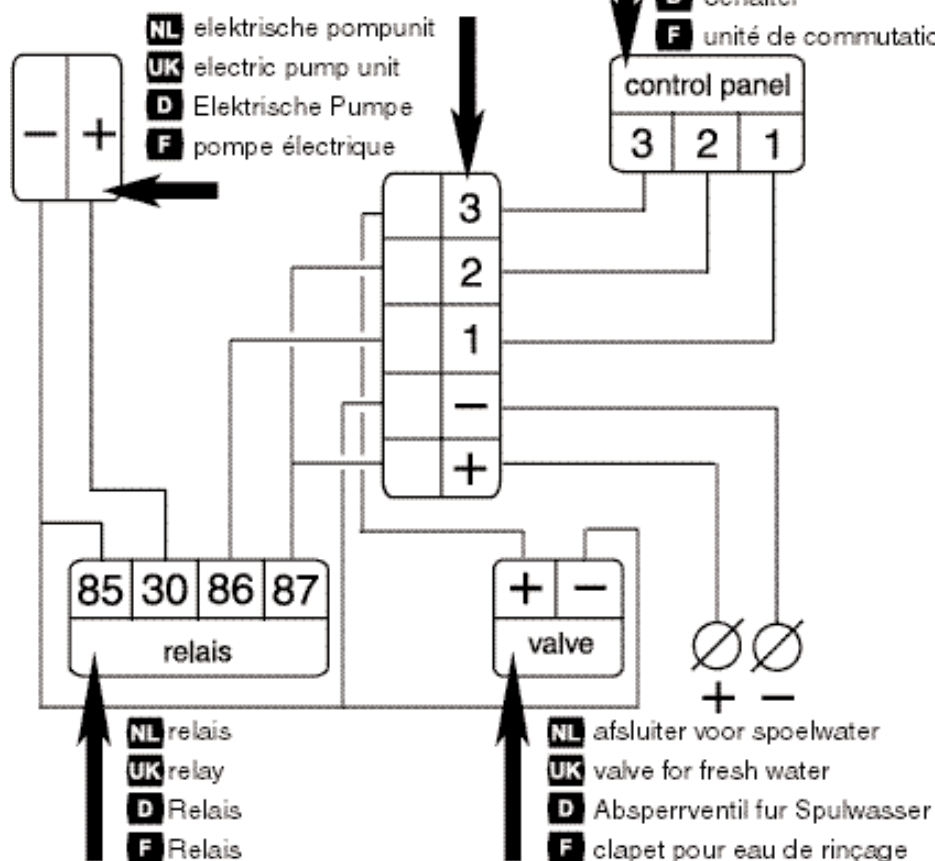 NL elektrische pompunit
UK electric pump unit
D Elektrische Pumpe
F pompe électrique
D Schalter
F unité de commutatio
control panel
3 2 1
− +
3
2
1
−
+
85 30 86 87
relais
+ −
valve
+ −
NL relais
UK relay
D Relais
F Relais
NL afsluiter voor spoelwater
UK valve for fresh water
D Absperrventil fur Spulwasser
F clapet pour eau de rinçage